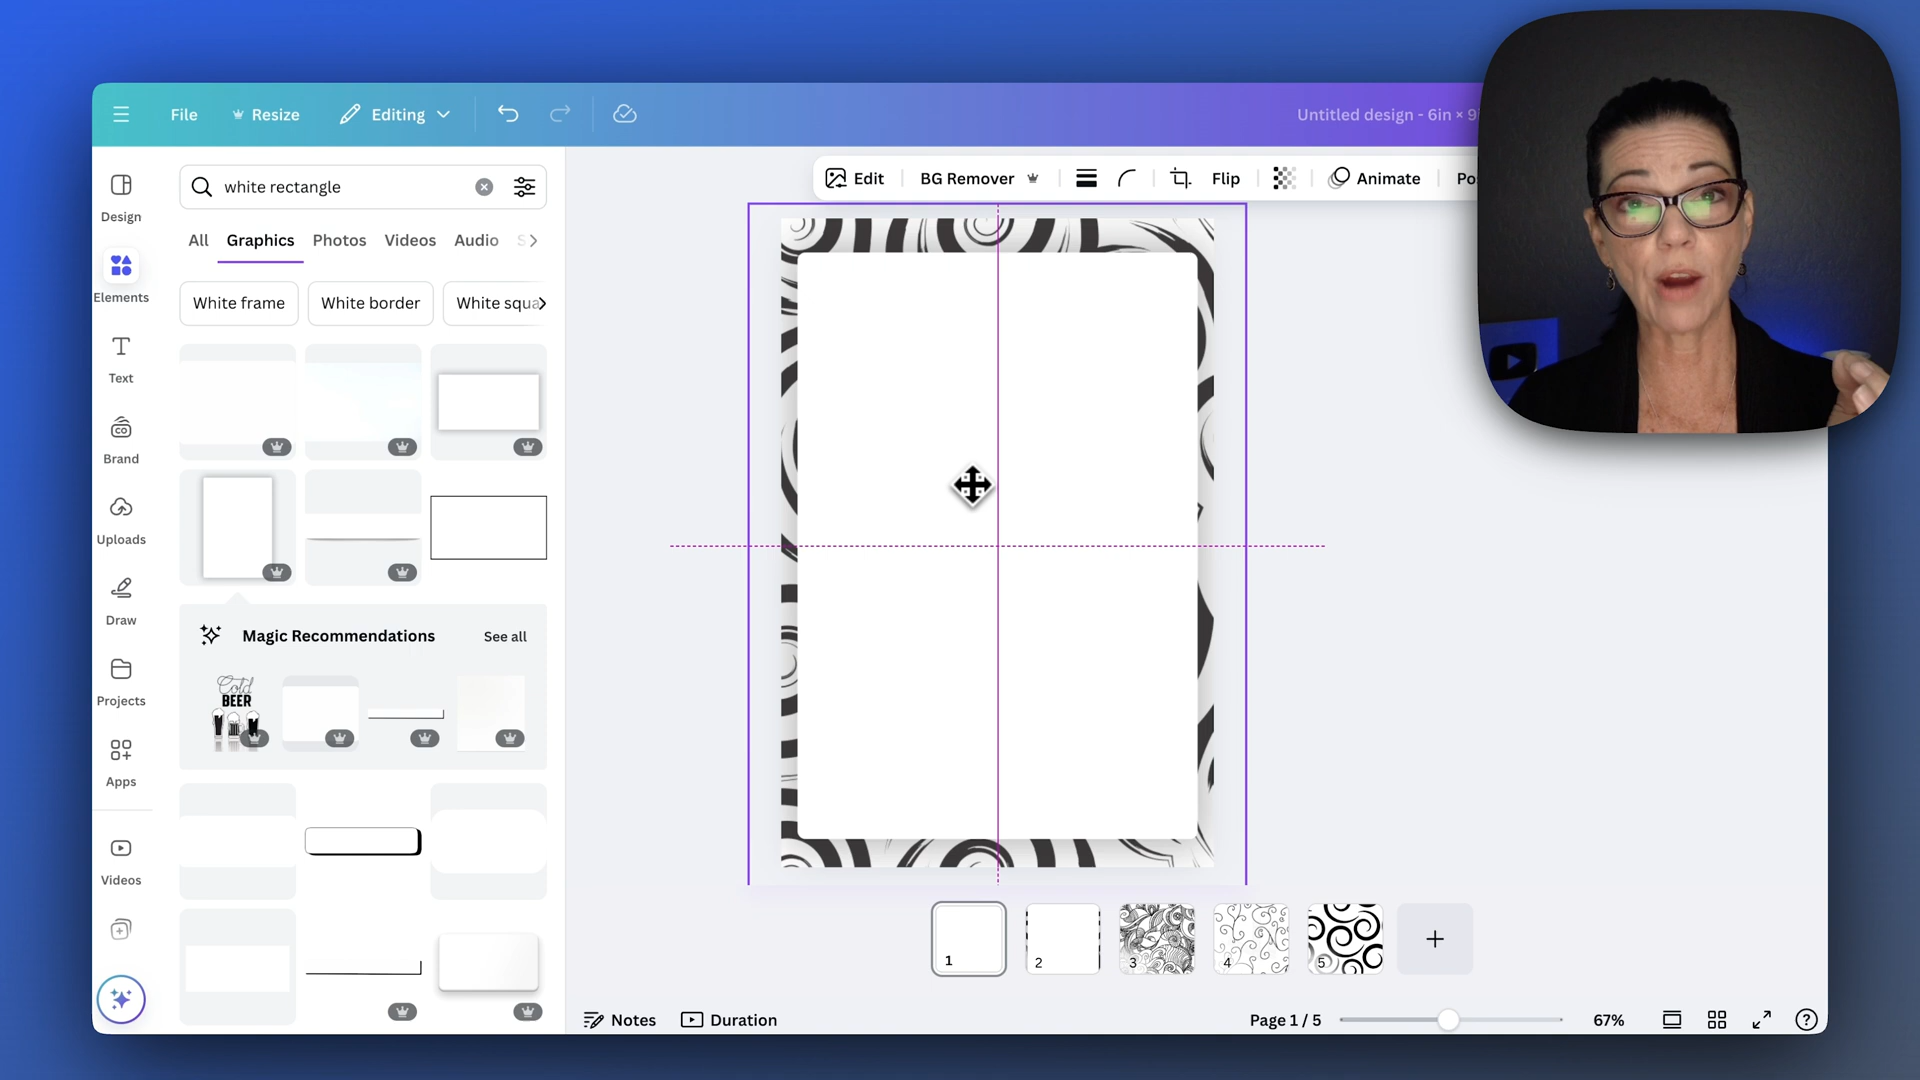 File
Resize
Editing
Untitled design - 6in × 9i
Edit
BG Remover
Flip
Animate
Po
white rectangle
All
Graphics
Photos
Videos
Audio
S
White frame
White border
White squa
Design
Elements
Text
Brand
Uploads
Draw
Projects
Apps
Videos
CO
Magic Recommendations
See all
Cold
BEER
1
2
3
4
5
Notes
Duration
Page 1 / 5
67%